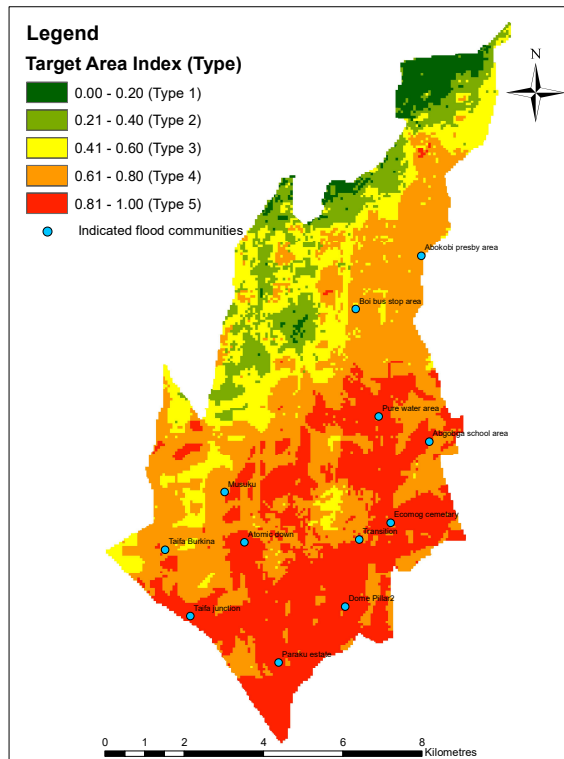 Legend
Target Area Index (Type)
0.00 - 0.20 (Type 1)
0.21 - 0.40 (Type 2)
0.41 - 0.60 (Type 3)
0.61 - 0.80 (Type 4)
0.81 - 1.00 (Type 5)
Indicated flood communities
N
Abokobi presby area
Boi bus stop area
Pure water area
Abgogba school area
Musuku
Ecomog cemetary
Transition
Atomic down
Taifa Burkina
Dome Pillar2
Taifa junction
Paraku estate
0 2 4 6 8
Kilometres